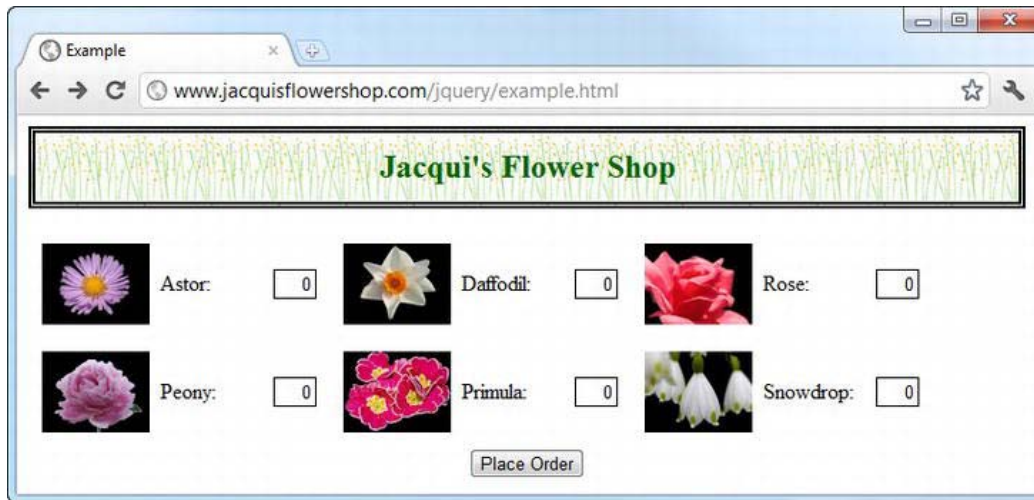 Example
www.jacquisflowershop.com/jquery/example.html
Jacqui's Flower Shop
Astor: 0 Daffodil: 0 Rose: 0
Peony: 0 Primula: 0 Snowdrop: 0
Place Order